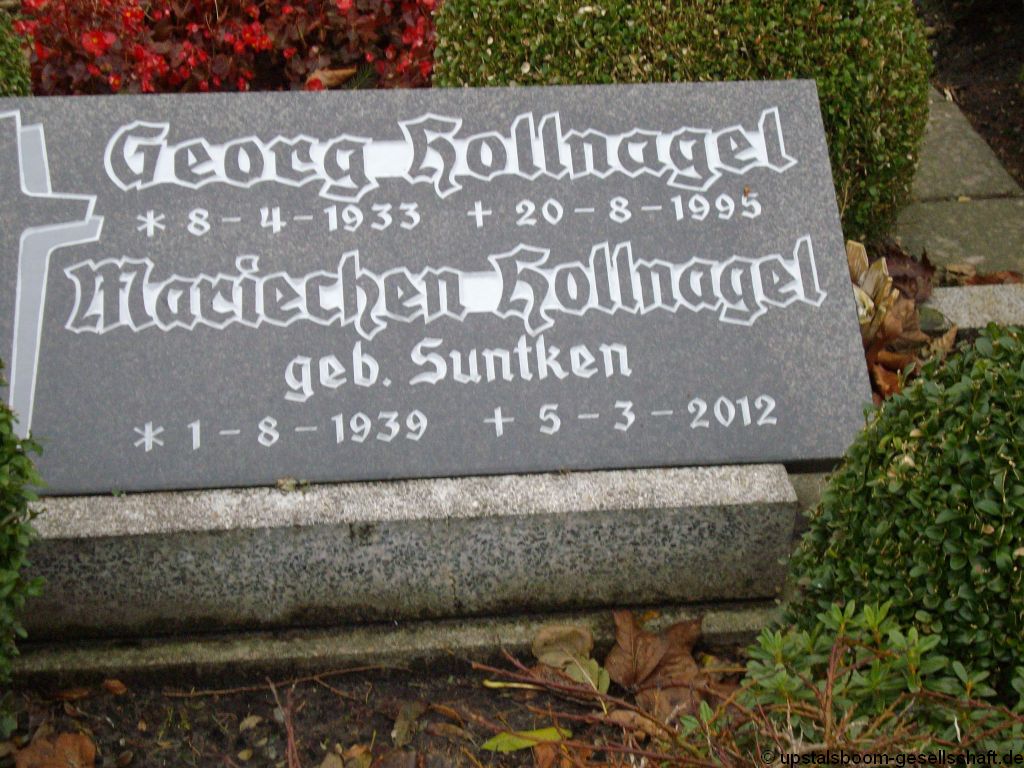 Georg Hollnagel
* 8 - 4 - 1933 + 20 - 8 - 1995
Mariechen Hollnagel
geb. Suntken
* 1 - 8 - 1939 + 5 - 3 - 2012
© upstalsboom-gesellschaft.de